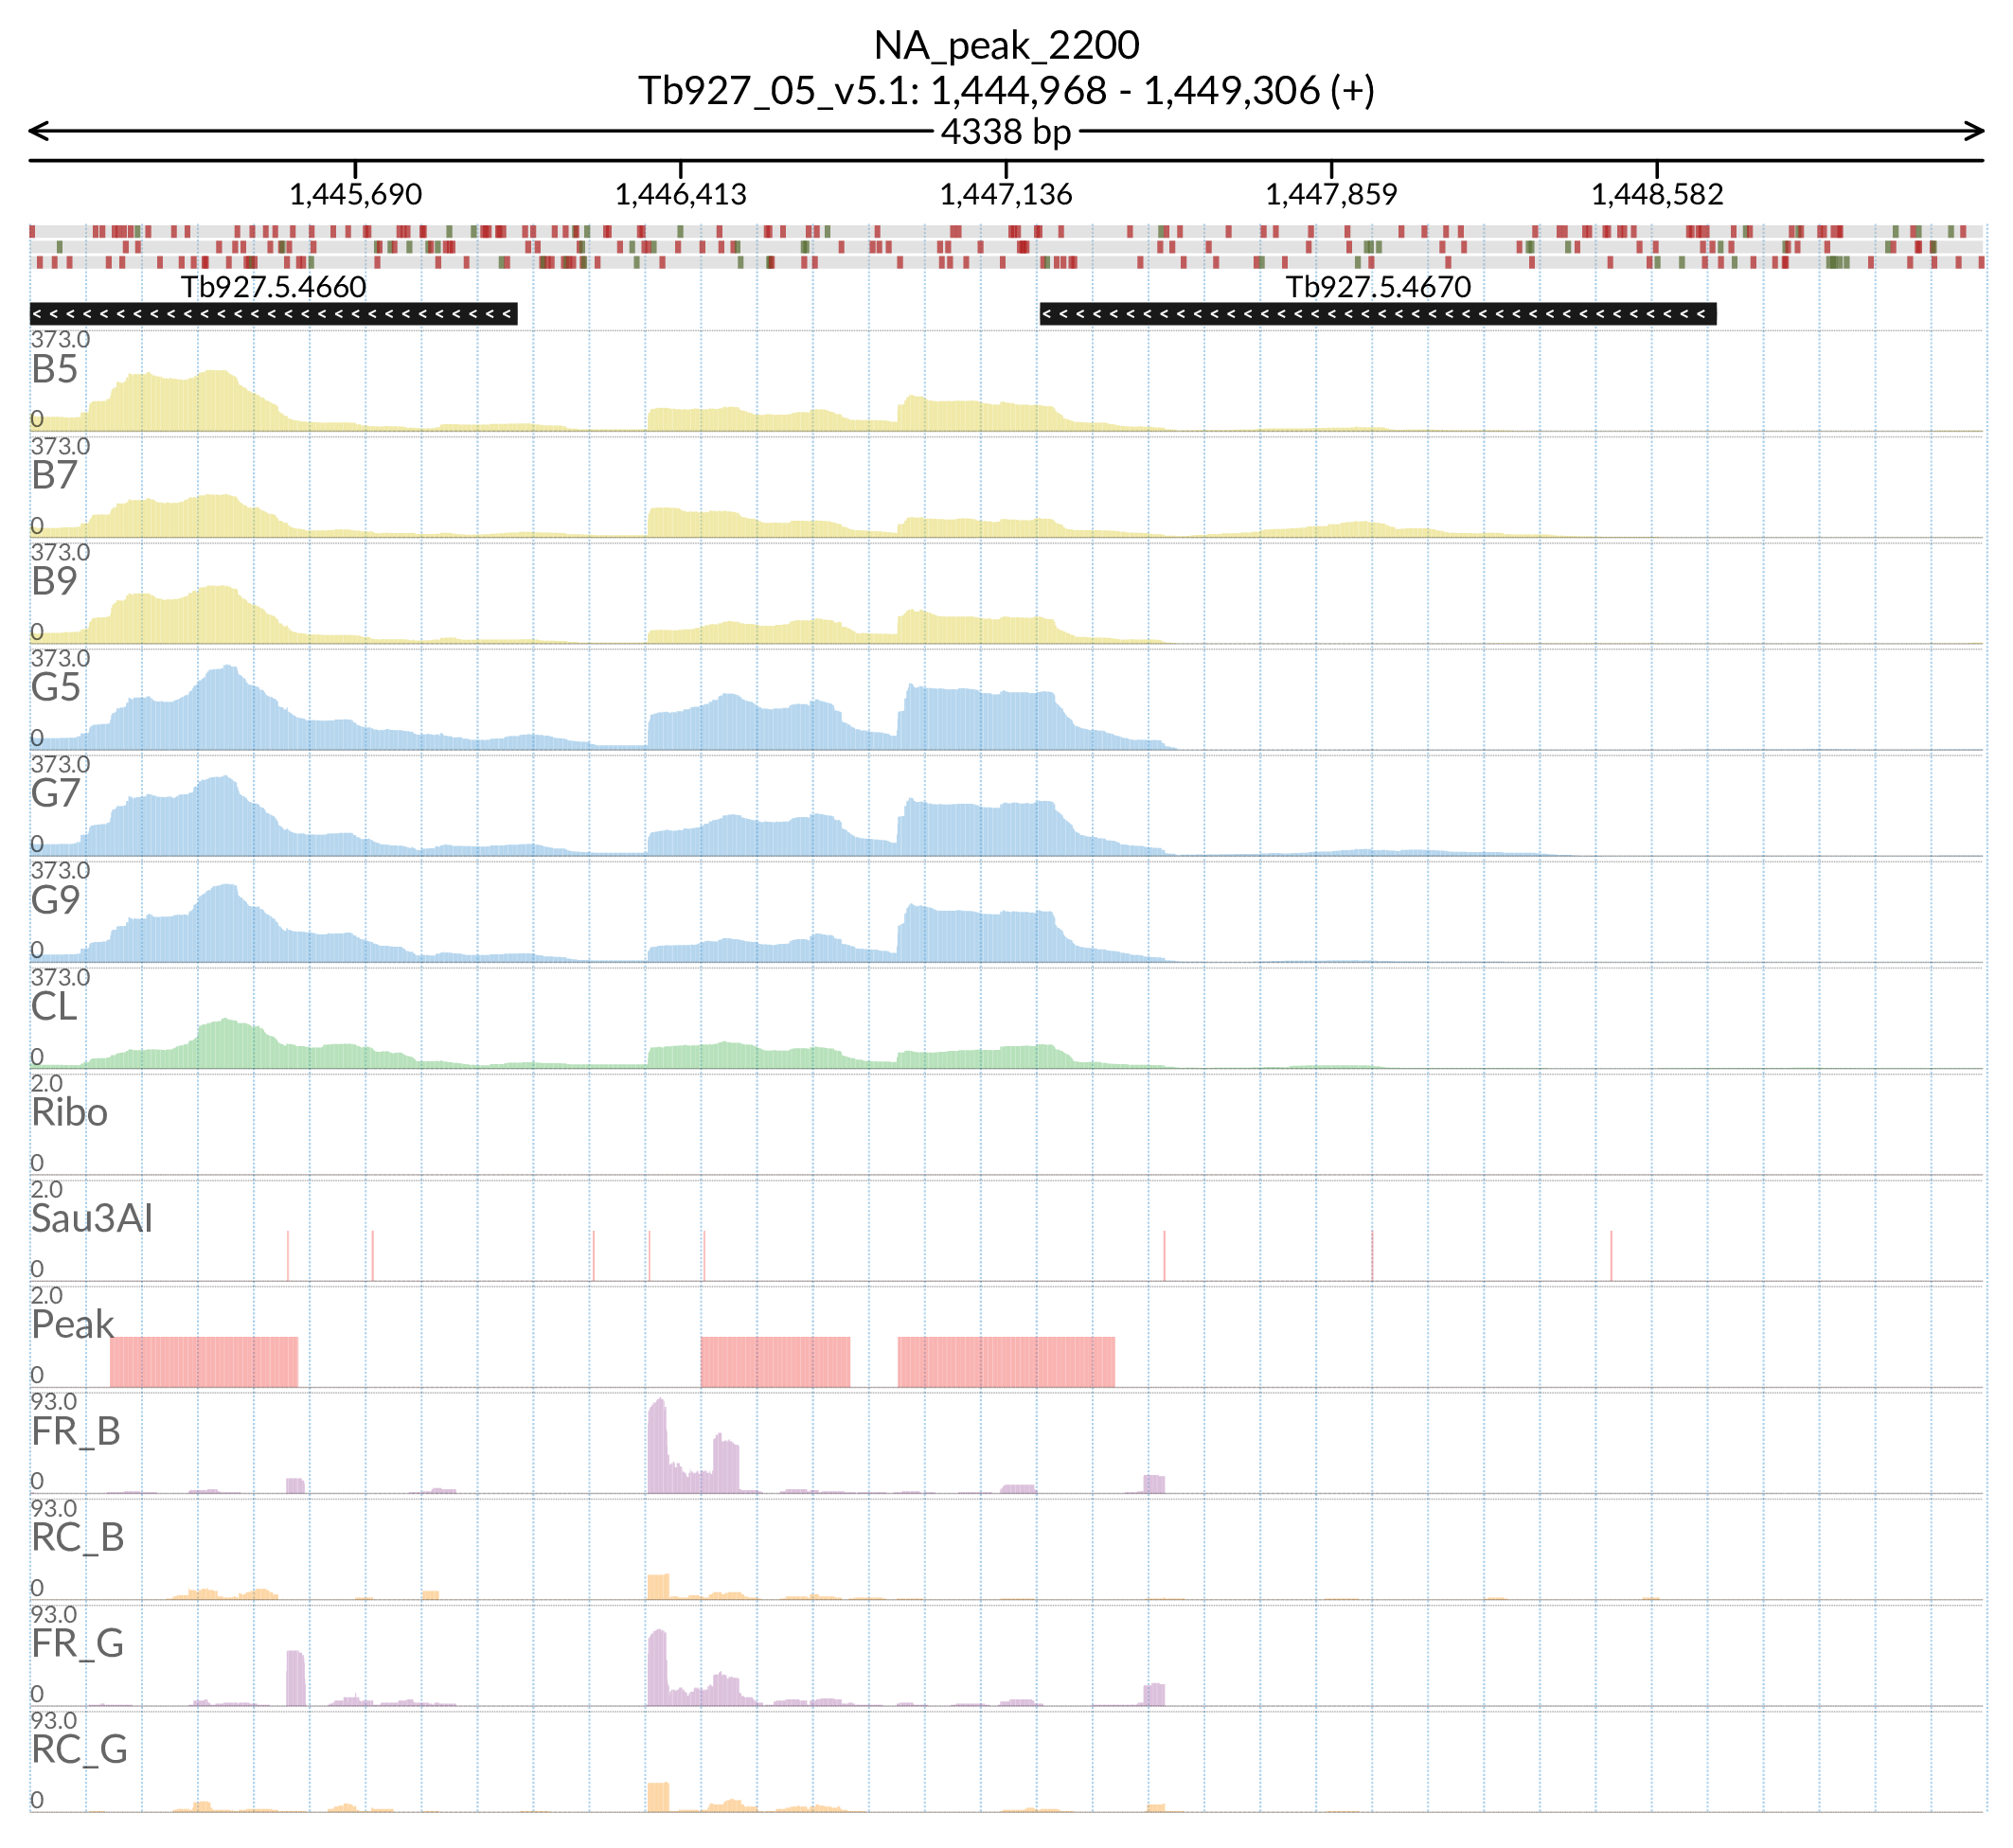 NA_peak_2200
Tb927_05_v5.1: 1,444,968 - 1,449,306 (+)
4338 bp
1,445,690 1,446,413 1,447,136 1,447,859 1,448,582
Tb927.5.4660 Tb927.5.4670
373.0
B5
0
373.0
B7
0
373.0
B9
0
373.0
G5
0
373.0
G7
0
373.0
G9
0
373.0
CL
0
2.0
Ribo
0
2.0
Sau3AI
0
2.0
Peak
0
93.0
FR_B
0
93.0
RC_B
0
93.0
FR_G
0
93.0
RC_G
0